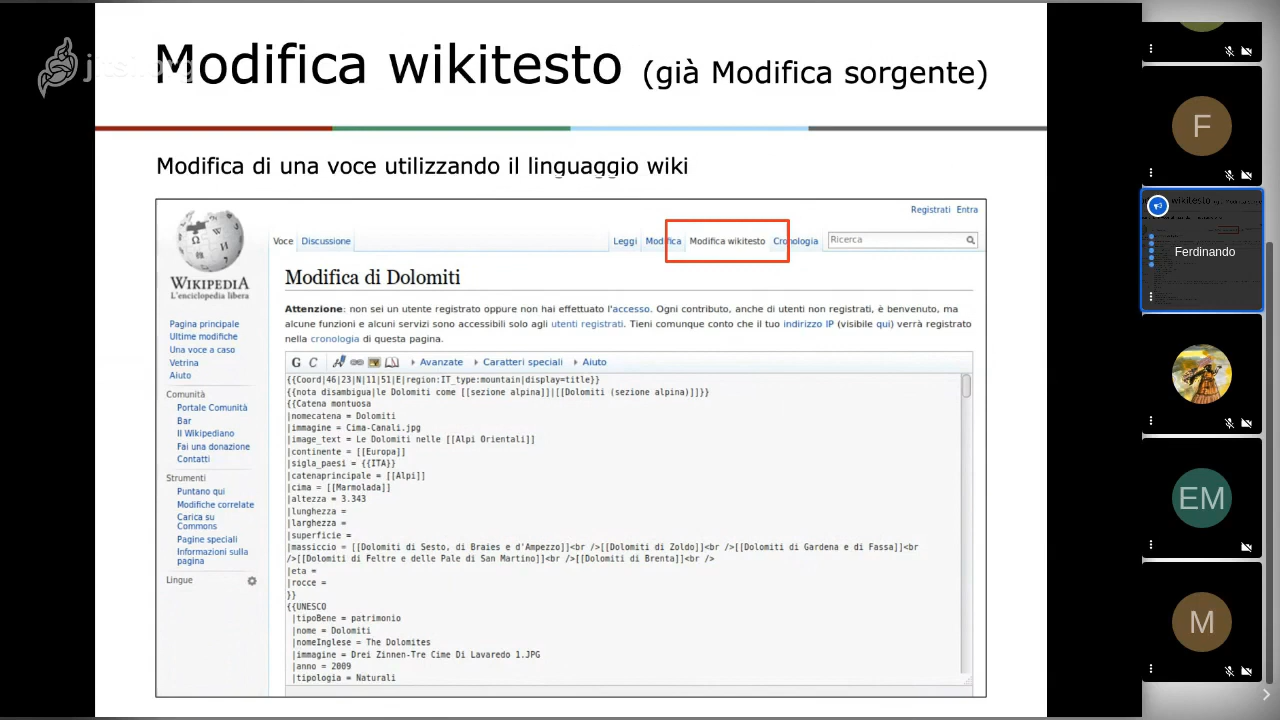 jitsi.org
Modifica wikitesto (già Modifica sorgente)
Modifica di una voce utilizzando il linguaggio wiki
Registrati Entra
Voce Discussione Leggi Modifica Modifica wikitesto Cronologia Ricerca
WIKIPEDIA
L'enciclopedia libera
Pagina principale
Ultime modifiche
Una voce a caso
Vetrina
Aiuto
Comunità
Portale Comunità
Bar
Il Wikipediano
Fai una donazione
Contatti
Strumenti
Puntano qui
Modifiche correlate
Carica su
Commons
Pagine speciali
Informazioni sulla
pagina
Lingue
Modifica di Dolomiti
Attenzione: non sei un utente registrato oppure non hai effettuato l'accesso. Ogni contributo, anche di utenti non registrati, è benvenuto, ma
alcune funzioni e alcuni servizi sono accessibili solo agli utenti registrati. Tieni comunque conto che il tuo indirizzo IP (visibile qui) verrà registrato
nella cronologia di questa pagina.
G C Avanzate Caratteri speciali Aiuto
{{Coord|46|23|N|11|51|E|region:IT_type:mountain|display=title}}
{{nota disambigua|le Dolomiti come [[sezione alpina]]|[[Dolomiti (sezione alpina)]]}}
{{Catena montuosa
|nomecatena = Dolomiti
|immagine = Cima-Canali.jpg
|image_text = Le Dolomiti nelle [[Alpi Orientali]]
|continente = [[Europa]]
|sigla_paesi = {{ITA}}
|catenaprincipale = [[Alpi]]
|cima = [[Marmolada]]
|altezza = 3.343
|lunghezza =
|larghezza =
|superficie =
|massiccio = [[Dolomiti di Sesto, di Braies e d'Ampezzo]]<br />[[Dolomiti di Zoldo]]<br />[[Dolomiti di Gardena e di Fassa]]<br
/>[[Dolomiti di Feltre e delle Pale di San Martino]]<br />[[Dolomiti di Brenta]]<br />
|eta =
|rocce =
}}
{{UNESCO
|tipoBene = patrimonio
|nome = Dolomiti
|nomeInglese = The Dolomites
|immagine = Drei Zinnen-Tre Cime Di Lavaredo 1.JPG
|anno = 2009
|tipologia = Naturali
F
Ferdinando
EM
M